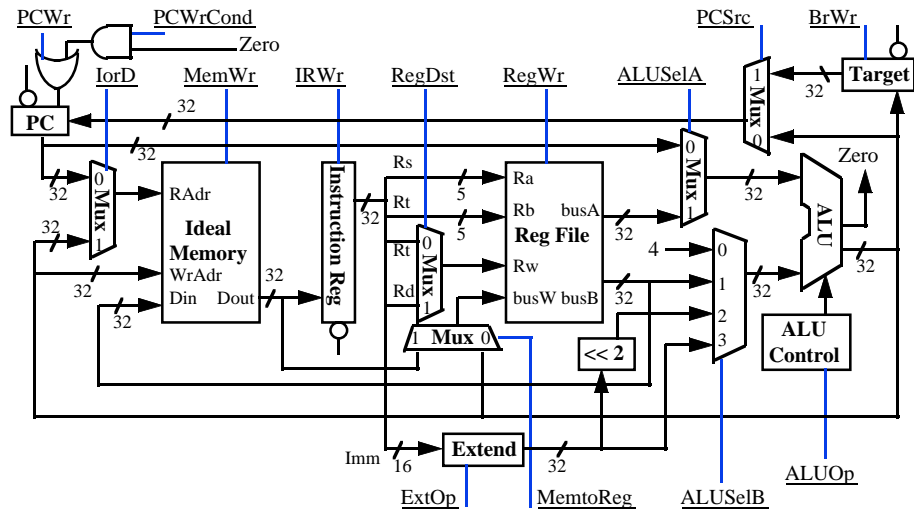 PCWr
PCWrCond
PCSrc
BrWr
Zero
IorD
MemWr
IRWr
RegDst
RegWr
ALUSelA
32
Target
1
Mux
0
32
PC
32
32
Zero
0
Mux
1
32
32
RAdr
Ideal
Memory
WrAdr
Din
Dout
32
32
32
Instruction Reg
32
Rs
Rt
Rt
Rd
5
5
0
Mux
1
Ra
Rb
busA
Reg File
Rw
busW
busB
32
32
0
Mux
1
32
ALU
32
4
0
1
2
3
Mux
32
1 Mux 0
<< 2
ALU
Control
Imm
16
Extend
32
ExtOp
MemtoReg
ALUSelB
ALUOp